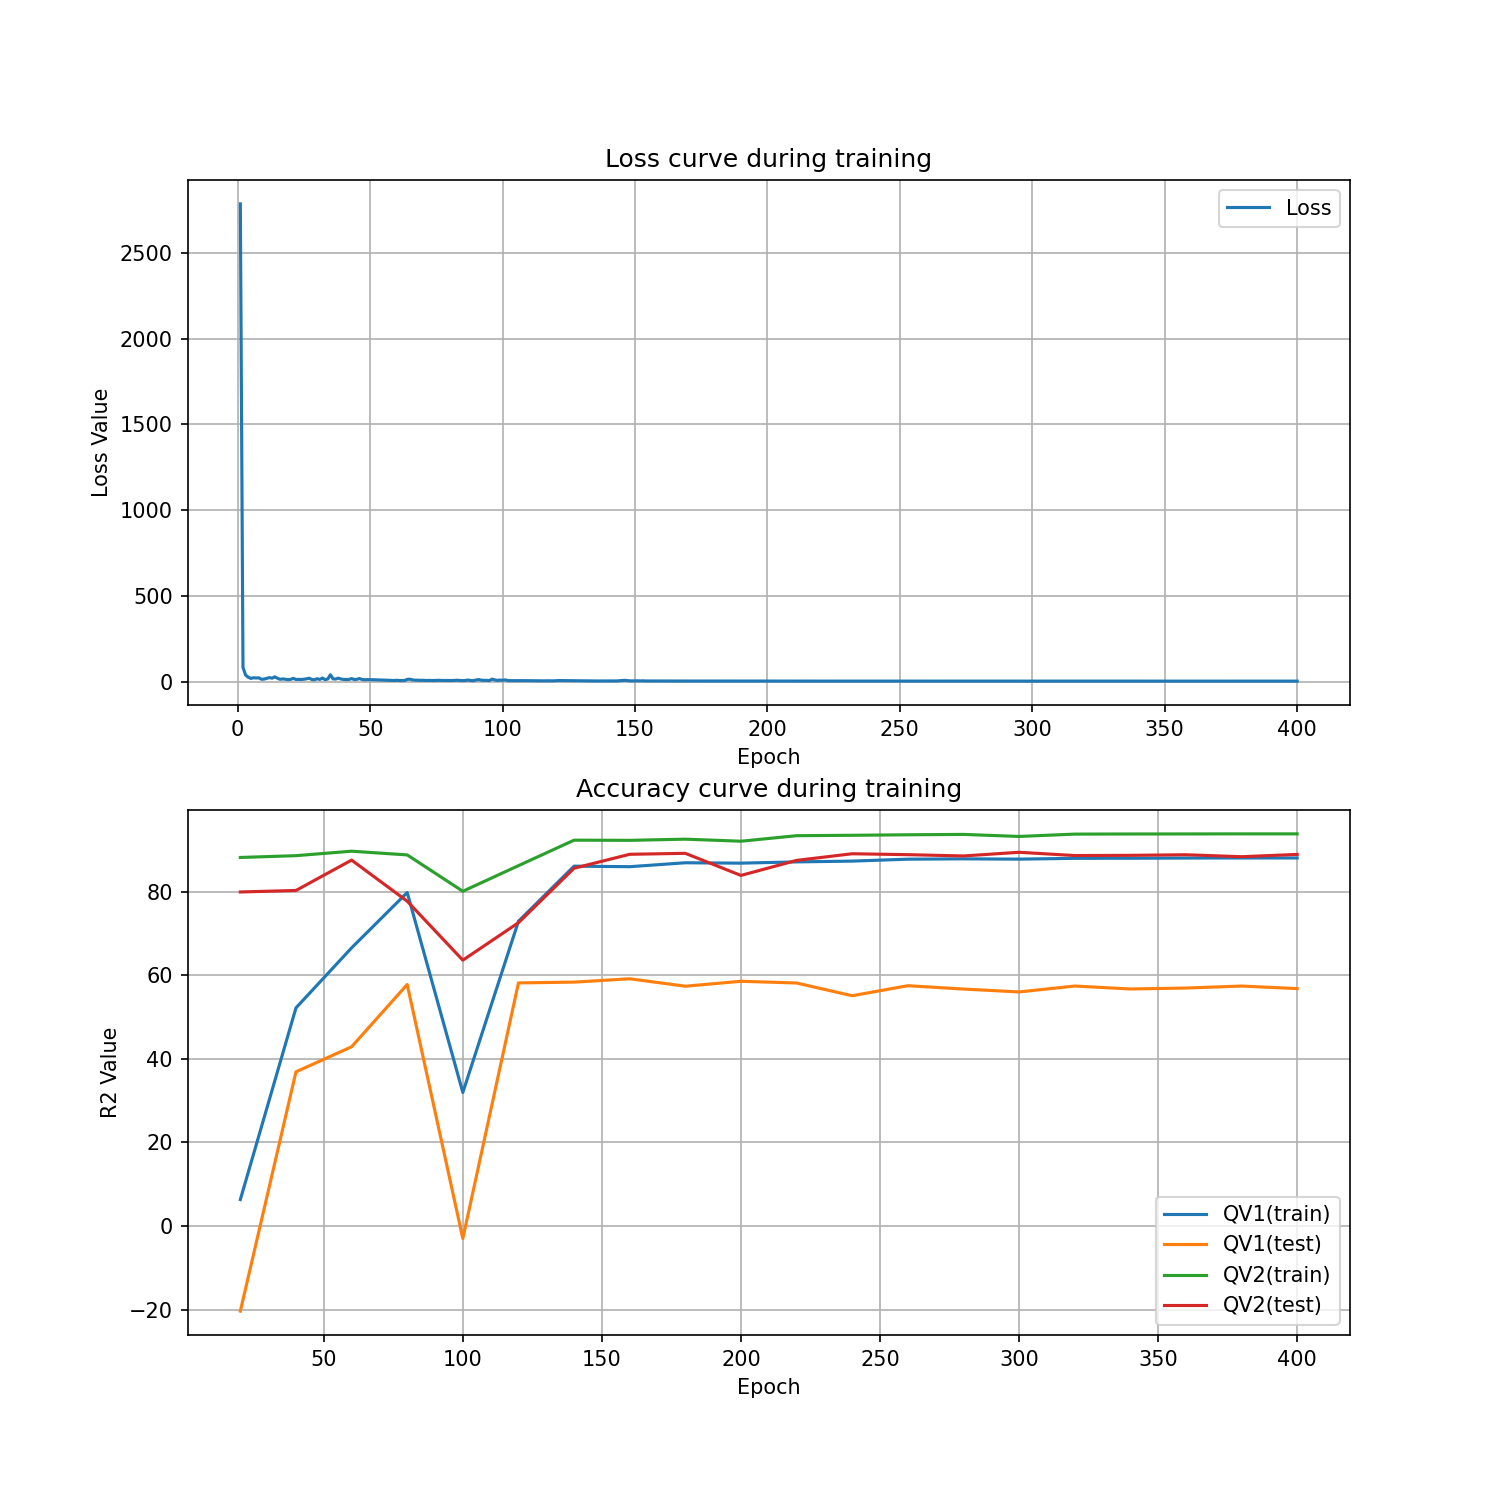 Loss curve during training
Loss
2500
2000
1500
1000
500
0
Loss Value
0 50 100 150 200 250 300 350 400
Epoch
Accuracy curve during training
80
60
40
20
0
−20
R2 Value
QV1(train)
QV1(test)
QV2(train)
QV2(test)
50 100 150 200 250 300 350 400
Epoch